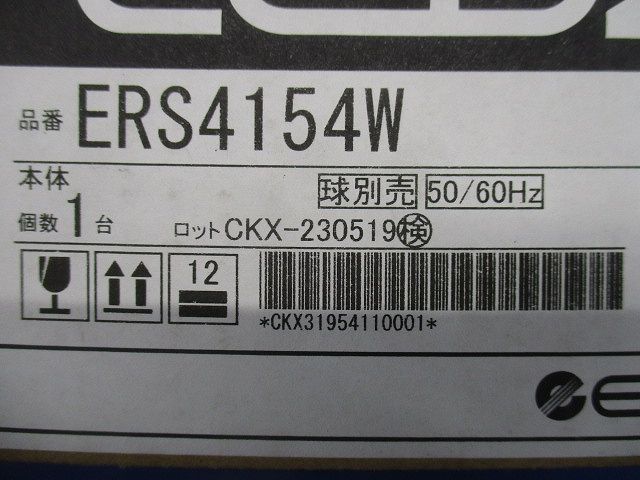 品番 ERS4154W
本体 球別売 50/60Hz
個数 1 台 ロット CKX-230519 検
12
*CKX31954110001*